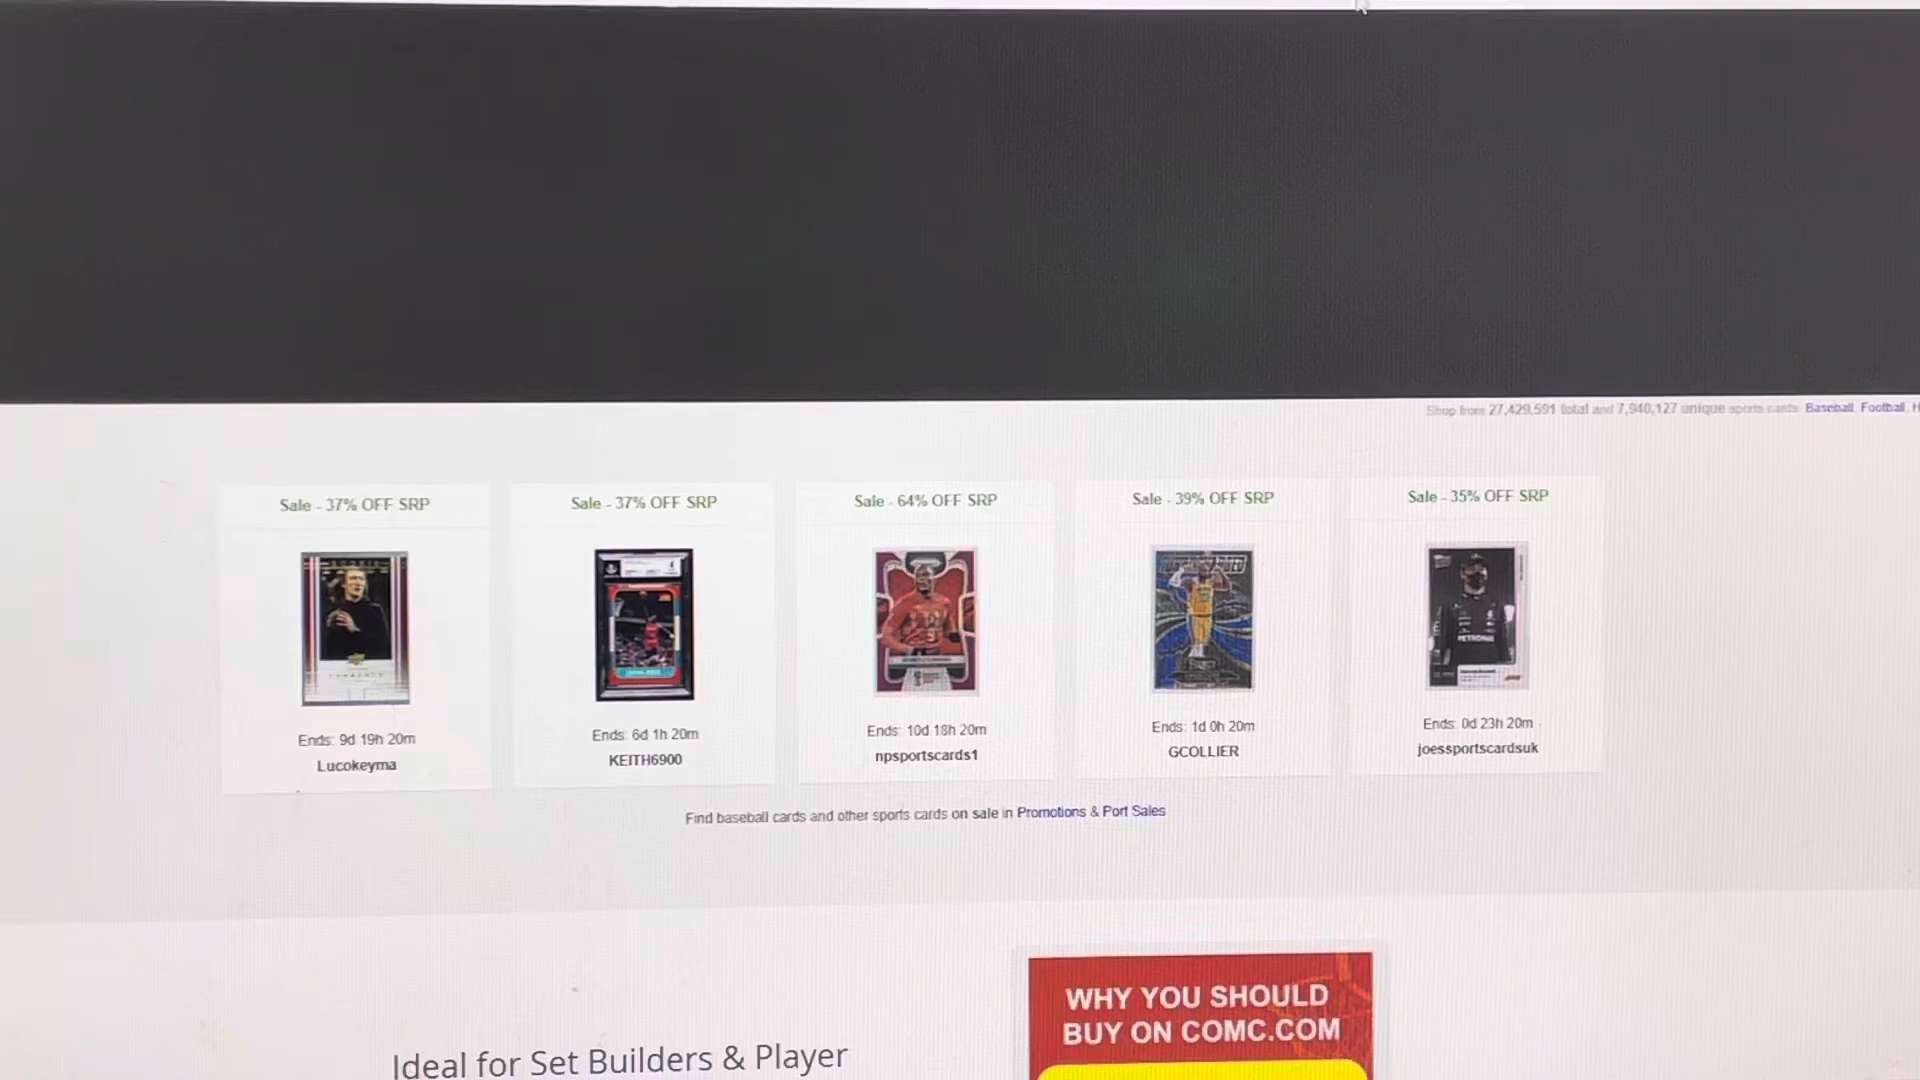 Shop from 27,429,591 total and 7,940,127 unique sports cards. Baseball, Football, H
Sale - 37% OFF SRP
Ends: 9d 19h 20m
Lucokeyma
Sale - 37% OFF SRP
Ends: 6d 1h 20m
KEITH6900
Sale - 64% OFF SRP
Ends: 10d 18h 20m
npsportscards1
Sale - 39% OFF SRP
Ends: 1d 0h 20m
GCOLLIER
Sale - 35% OFF SRP
PETRONAS
Ends: 0d 23h 20m
joessportscardsuk
Find baseball cards and other sports cards on sale in Promotions & Port Sales
Ideal for Set Builders & Player
WHY YOU SHOULD
BUY ON COMC.COM